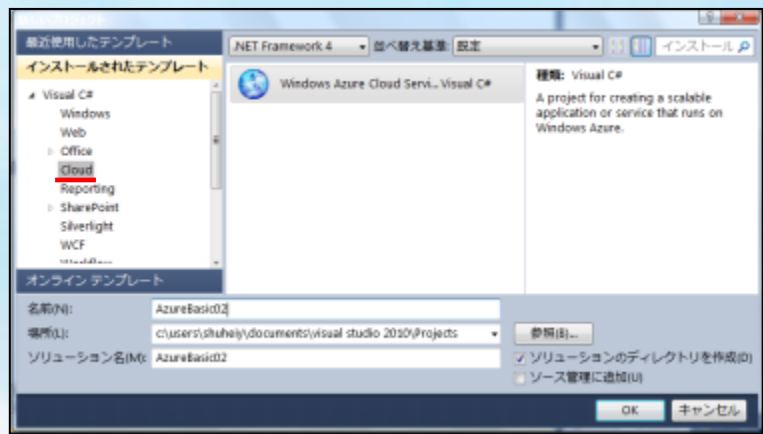 最近使用したテンプレート
.NET Framework 4 並べ替え基準: 既定 インストール
インストールされたテンプレート
Visual C#
Windows
Web
Office
Cloud
Reporting
SharePoint
Silverlight
WCF
オンライン テンプレート
Windows Azure Cloud Servi... Visual C#
種類: Visual C#
A project for creating a scalable
application or service that runs on
Windows Azure.
名前(N): AzureBasic02
場所(L): c:\users\shuheiy\documents\visual studio 2010\Projects 参照(B)...
ソリューション名(M): AzureBasic02 ソリューションのディレクトリを作成(D)
ソース管理に追加(U)
OK キャンセル